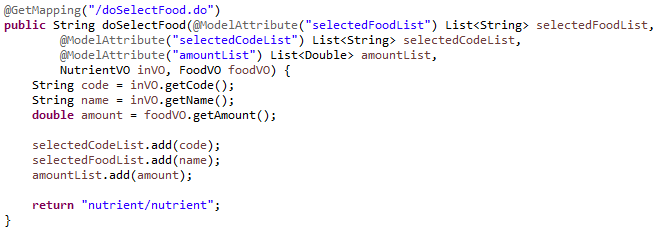 @GetMapping("/doSelectFood.do")
public String doSelectFood(@ModelAttribute("selectedFoodList") List<String> selectedFoodList,
        @ModelAttribute("selectedCodeList") List<String> selectedCodeList,
        @ModelAttribute("amountList") List<Double> amountList,
        NutrientVO inVO, FoodVO foodVO) {
    String code = inVO.getCode();
    String name = inVO.getName();
    double amount = foodVO.getAmount();

    selectedCodeList.add(code);
    selectedFoodList.add(name);
    amountList.add(amount);

    return "nutrient/nutrient";
}